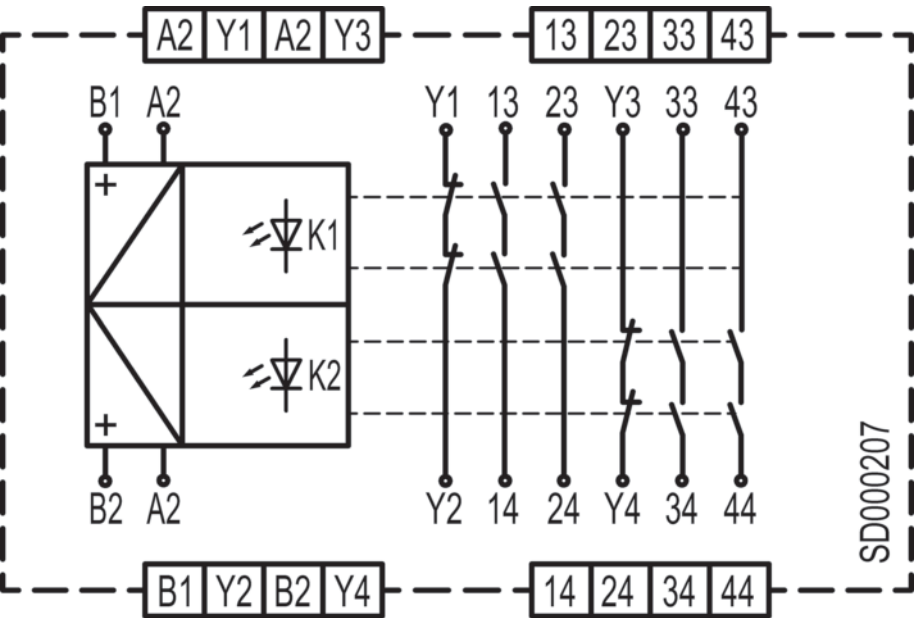 A2 Y1 A2 Y3 13 23 33 43
B1 A2 Y1 13 23 Y3 33 43
+
K1
K2
+
B2 A2 Y2 14 24 Y4 34 44
SD000207
B1 Y2 B2 Y4 14 24 34 44